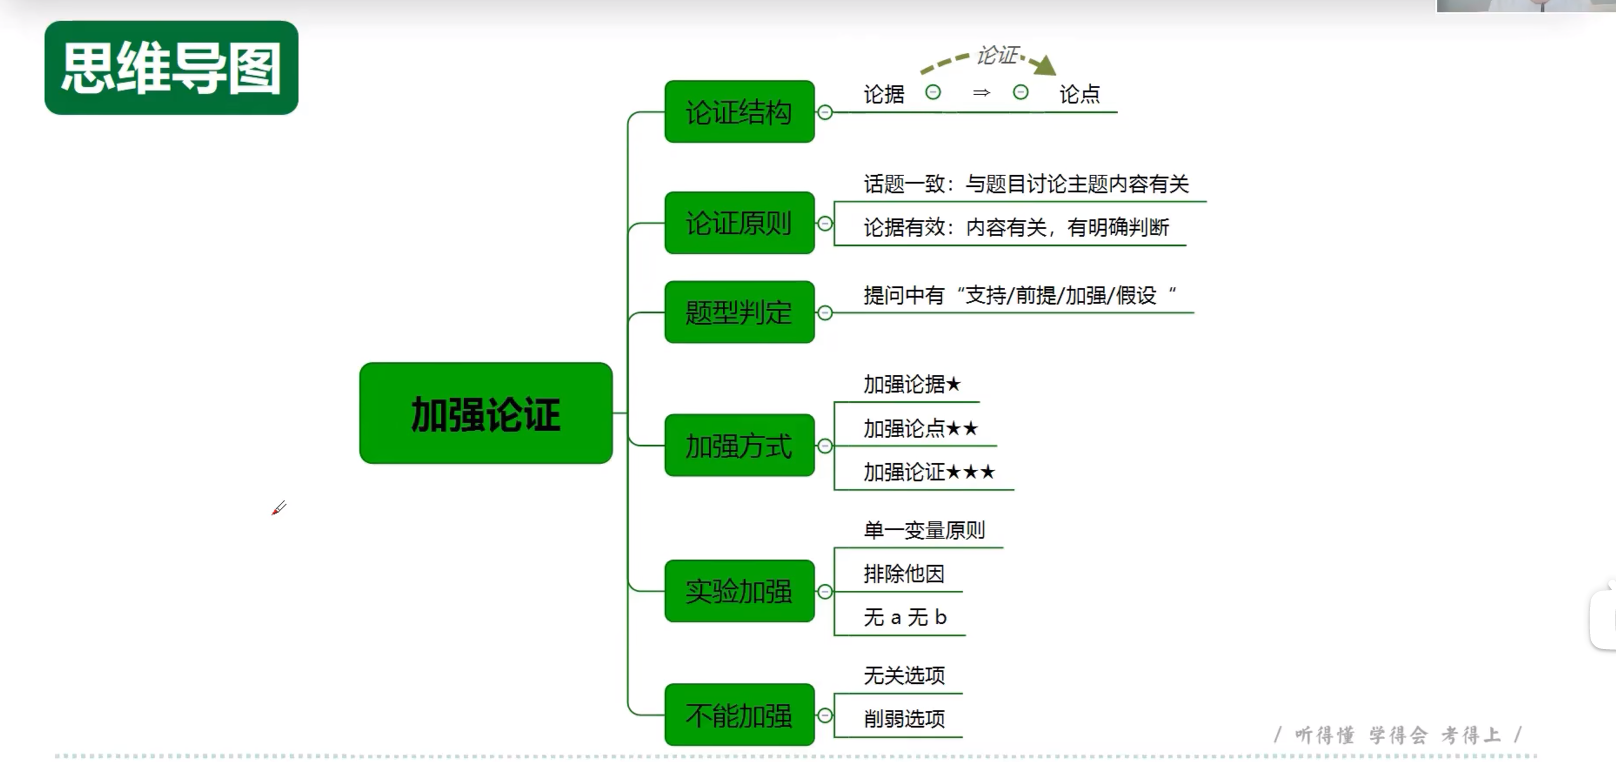 思维导图
论证
论证结构
论据 ⇒ 论点
论证原则
话题一致：与题目讨论主题内容有关
论据有效：内容有关，有明确判断
题型判定
提问中有“支持/前提/加强/假设“
加强论证
加强方式
加强论据★
加强论点★★
加强论证★★★
实验加强
单一变量原则
排除他因
无 a 无 b
不能加强
无关选项
削弱选项
/ 听得懂 学得会 考得上 /